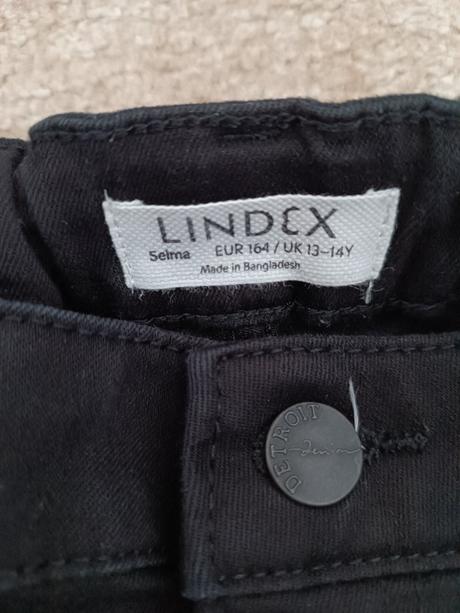 LINDEX
Selma EUR 164 / UK 13-14Y
Made in Bangladesh
DETROIT
denim